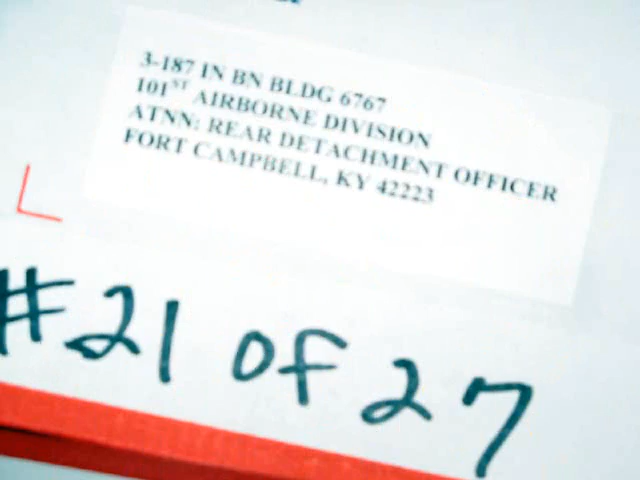 3-187 IN BN BLDG 6767
101ST AIRBORNE DIVISION
ATNN: REAR DETACHMENT OFFICER
FORT CAMPBELL, KY 42223
#21 of 27